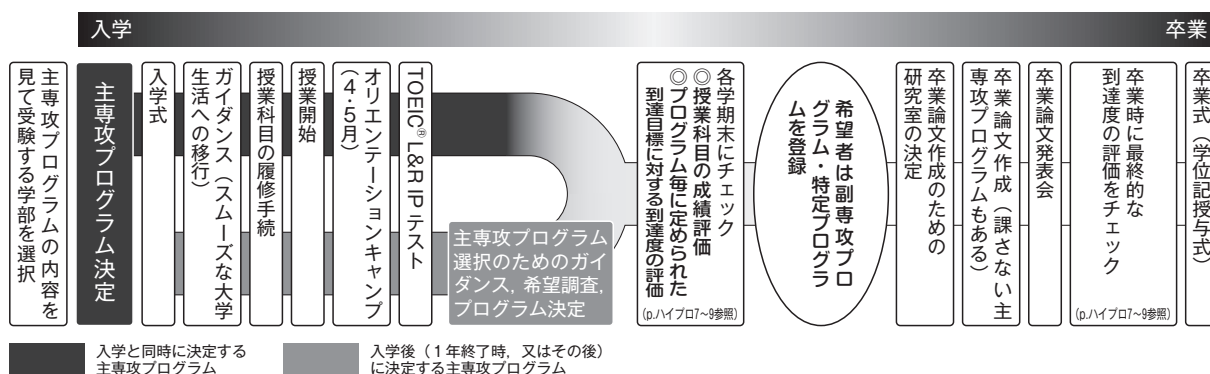 入学
卒業
主専攻プログラムの内容を
見て受験する学部を選択
主専攻プログラム決定
入学式
ガイダンス（スムーズな大学
生活への移行）
授業科目の履修手続
授業開始
オリエンテーションキャンプ
（4・5月）
TOEIC® L&R IP テスト
主専攻プログラム
選択のためのガイ
ダンス，希望調査，
プログラム決定
各学期末にチェック
◎授業科目の成績評価
◎プログラム毎に定められた
到達目標に対する到達度の評価
(p.ハイプロ7〜9参照)
希望者は副専攻プロ
グラム・特定プログラ
ムを登録
卒業論文作成のための
研究室の決定
卒業論文作成（課さない主
専攻プログラムもある）
卒業論文発表会
卒業時に最終的な
到達度の評価をチェック
(p.ハイプロ7〜9参照)
卒業式（学位記授与式）
入学と同時に決定する
主専攻プログラム
入学後（1年終了時，又はその後）
に決定する主専攻プログラム